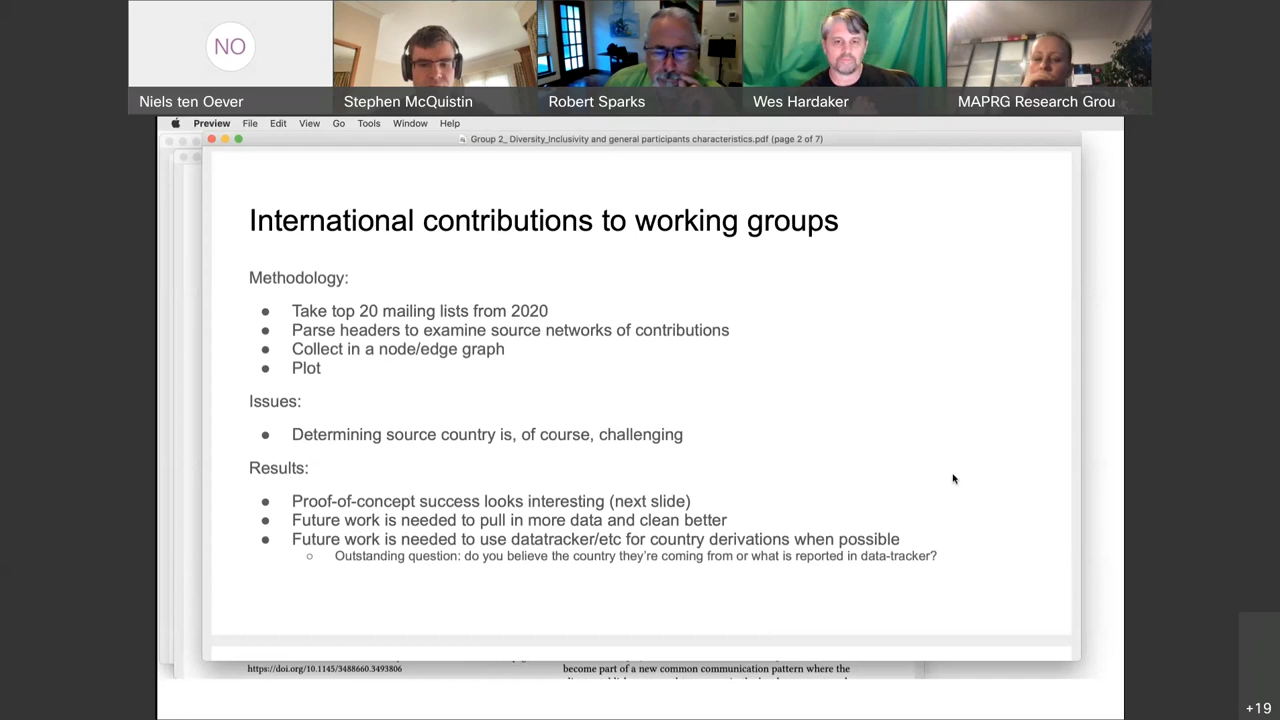 NO
Niels ten Oever
Stephen McQuistin
Robert Sparks
Wes Hardaker
MAPRG Research Grou
Preview File Edit View Go Tools Window Help
Group 2_ Diversity_Inclusivity and general participants characteristics.pdf (page 2 of 7)
International contributions to working groups
Methodology:
● Take top 20 mailing lists from 2020
● Parse headers to examine source networks of contributions
● Collect in a node/edge graph
● Plot
Issues:
● Determining source country is, of course, challenging
Results:
● Proof-of-concept success looks interesting (next slide)
● Future work is needed to pull in more data and clean better
● Future work is needed to use datatracker/etc for country derivations when possible
○ Outstanding question: do you believe the country they're coming from or what is reported in data-tracker?
https://doi.org/10.1145/3488660.3493806
become part of a new common communication pattern where the
+19